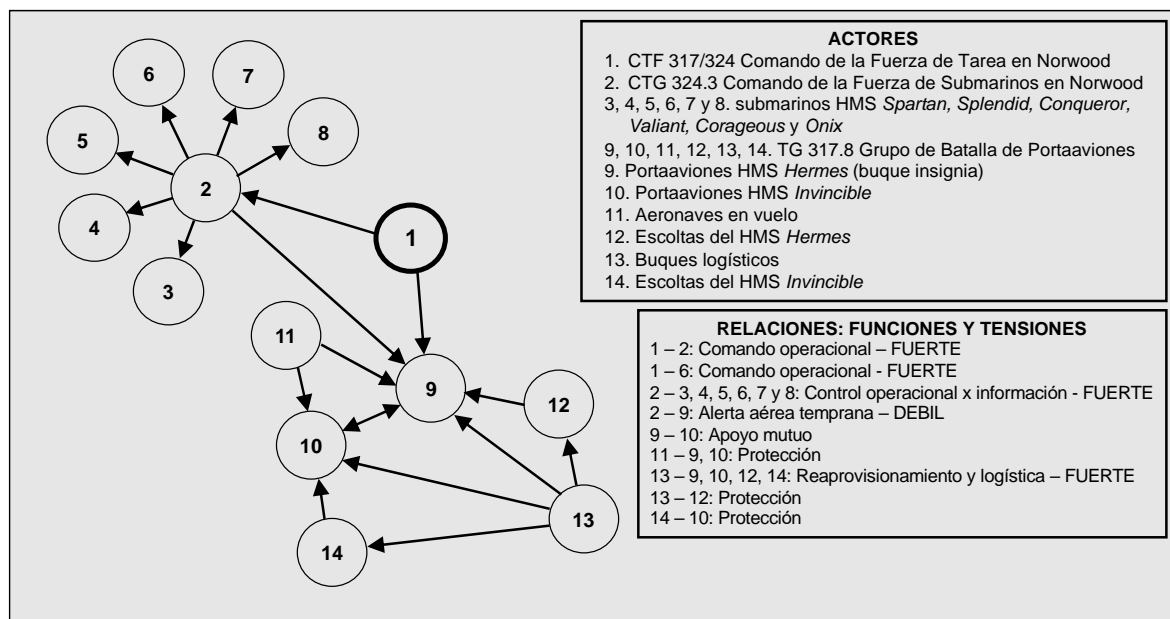 6
7
5
8
2
4
1
3
11
9
12
10
13
14
ACTORES
1. CTF 317/324 Comando de la Fuerza de Tarea en Norwood
2. CTG 324.3 Comando de la Fuerza de Submarinos en Norwood
3, 4, 5, 6, 7 y 8. submarinos HMS Spartan, Splendid, Conqueror,
Valiant, Corageous y Onix
9, 10, 11, 12, 13, 14. TG 317.8 Grupo de Batalla de Portaaviones
9. Portaaviones HMS Hermes (buque insignia)
10. Portaaviones HMS Invincible
11. Aeronaves en vuelo
12. Escoltas del HMS Hermes
13. Buques logísticos
14. Escoltas del HMS Invincible
RELACIONES: FUNCIONES Y TENSIONES
1 – 2: Comando operacional – FUERTE
1 – 6: Comando operacional - FUERTE
2 – 3, 4, 5, 6, 7 y 8: Control operacional x información - FUERTE
2 – 9: Alerta aérea temprana – DEBIL
9 – 10: Apoyo mutuo
11 – 9, 10: Protección
13 – 9, 10, 12, 14: Reaprovisionamiento y logística – FUERTE
13 – 12: Protección
14 – 10: Protección